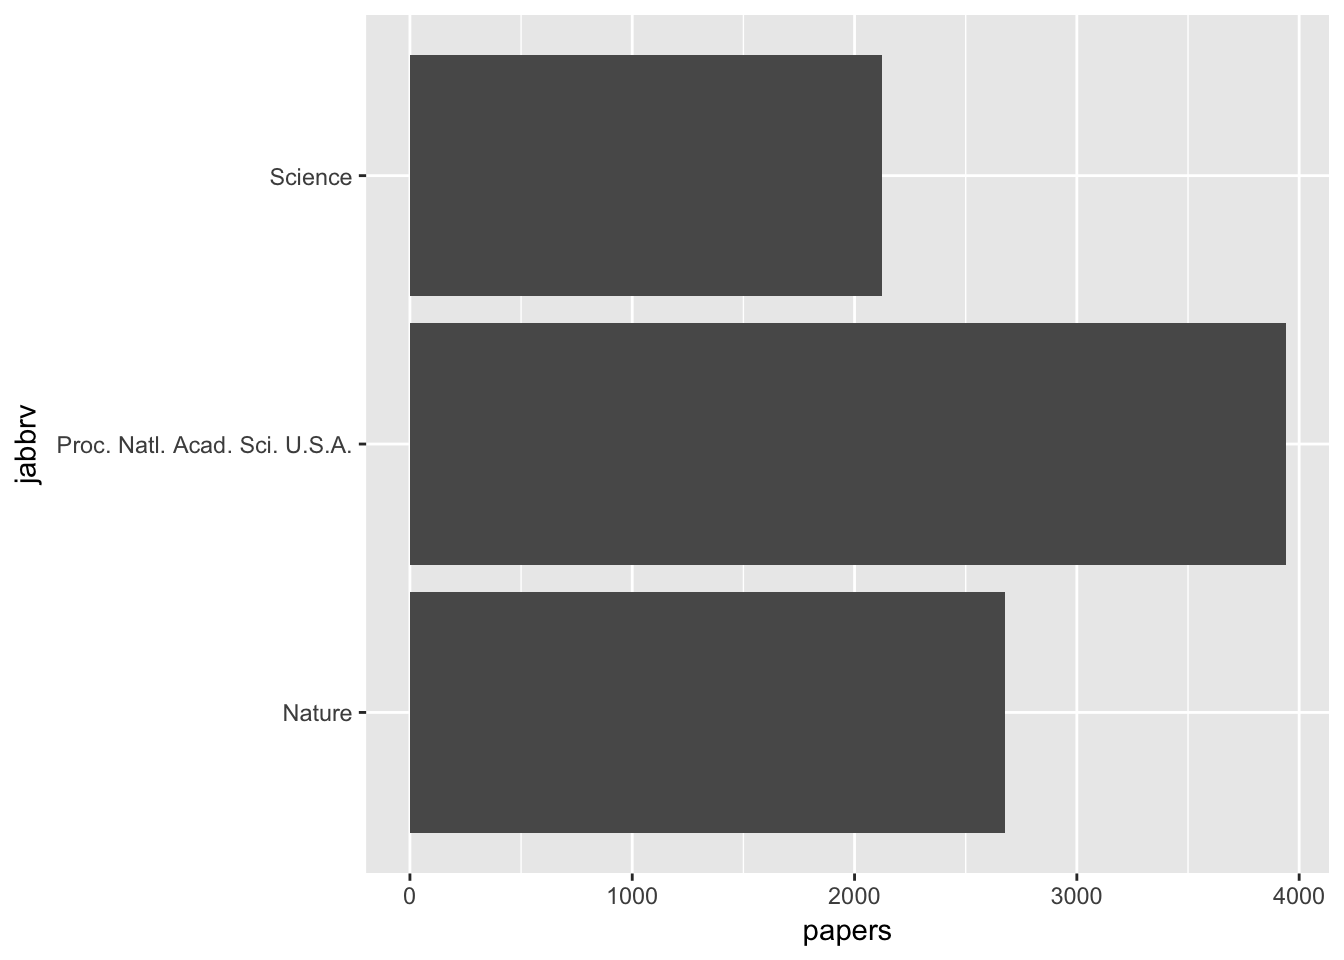 Science
Proc. Natl. Acad. Sci. U.S.A.
Nature
jabbrv
0 1000 2000 3000 4000
papers